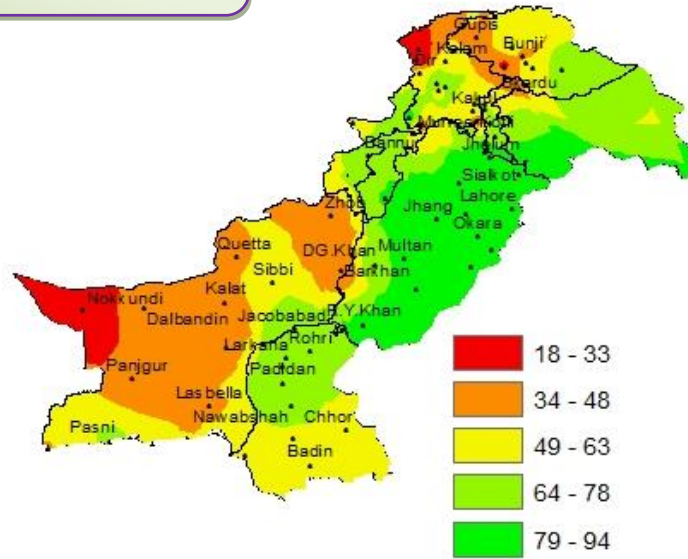 Gupis
Kalam
Bunji
Dir
Skardu
Kakul
Bannu
Jhelum
Sialkot
Zhob
Jhang
Lahore
Okara
Quetta
DG.Khan
Multan
Sibbi
Barkhan
Nokkundi
Kalat
Dalbandin
Jacobabad
R.Y.Khan
Larkana
Rohri
Panjgur
Padidan
Lasbella
Nawabshah
Chhor
Pasni
Badin
18 - 33
34 - 48
49 - 63
64 - 78
79 - 94